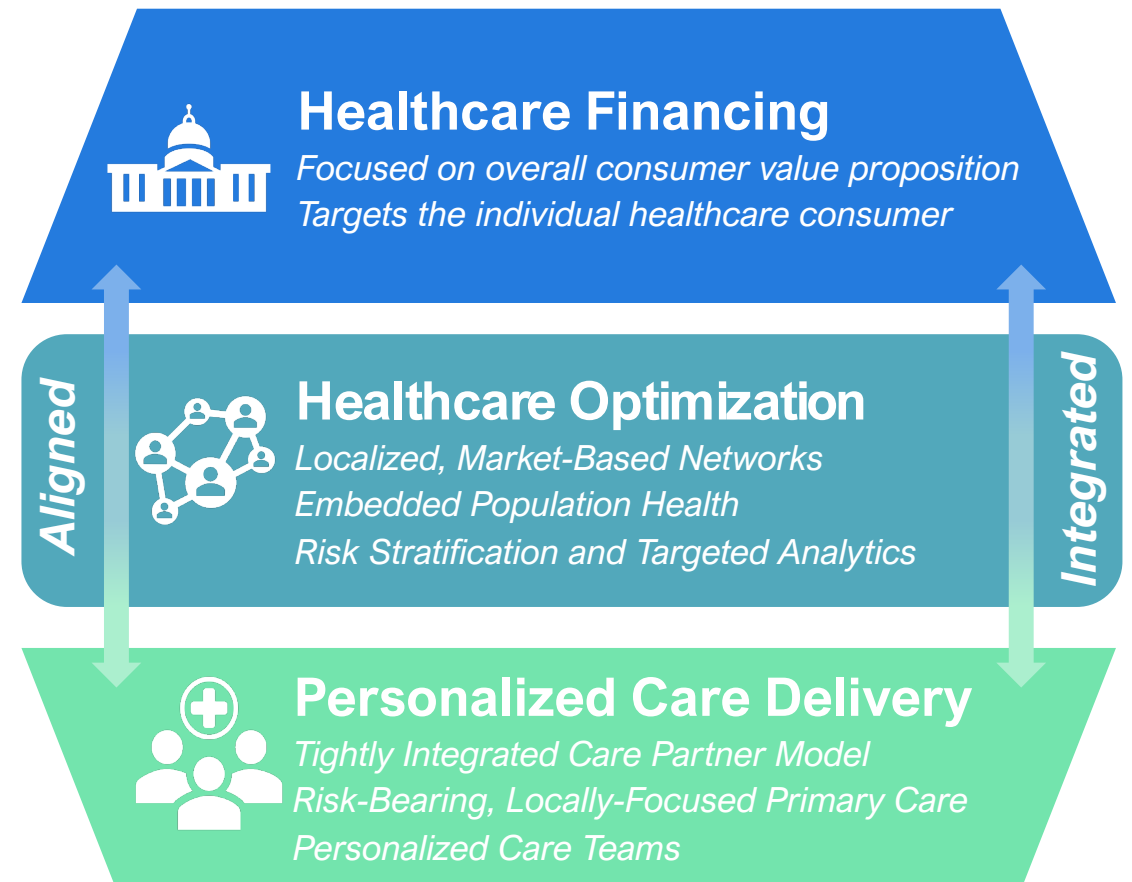 Healthcare Financing
Focused on overall consumer value proposition
Targets the individual healthcare consumer
Aligned
Healthcare Optimization
Localized, Market-Based Networks
Embedded Population Health
Risk Stratification and Targeted Analytics
Integrated
Personalized Care Delivery
Tightly Integrated Care Partner Model
Risk-Bearing, Locally-Focused Primary Care
Personalized Care Teams